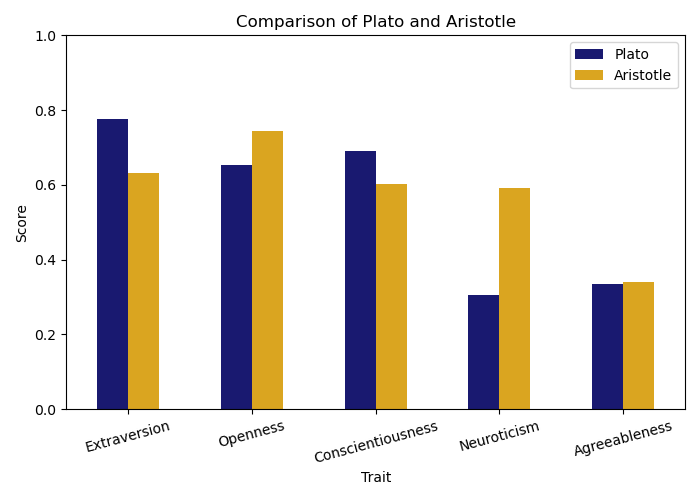 Comparison of Plato and Aristotle
Plato
Aristotle
1.0
0.8
0.6
0.4
0.2
0.0
Score
Extraversion
Openness
Conscientiousness
Neuroticism
Agreeableness
Trait